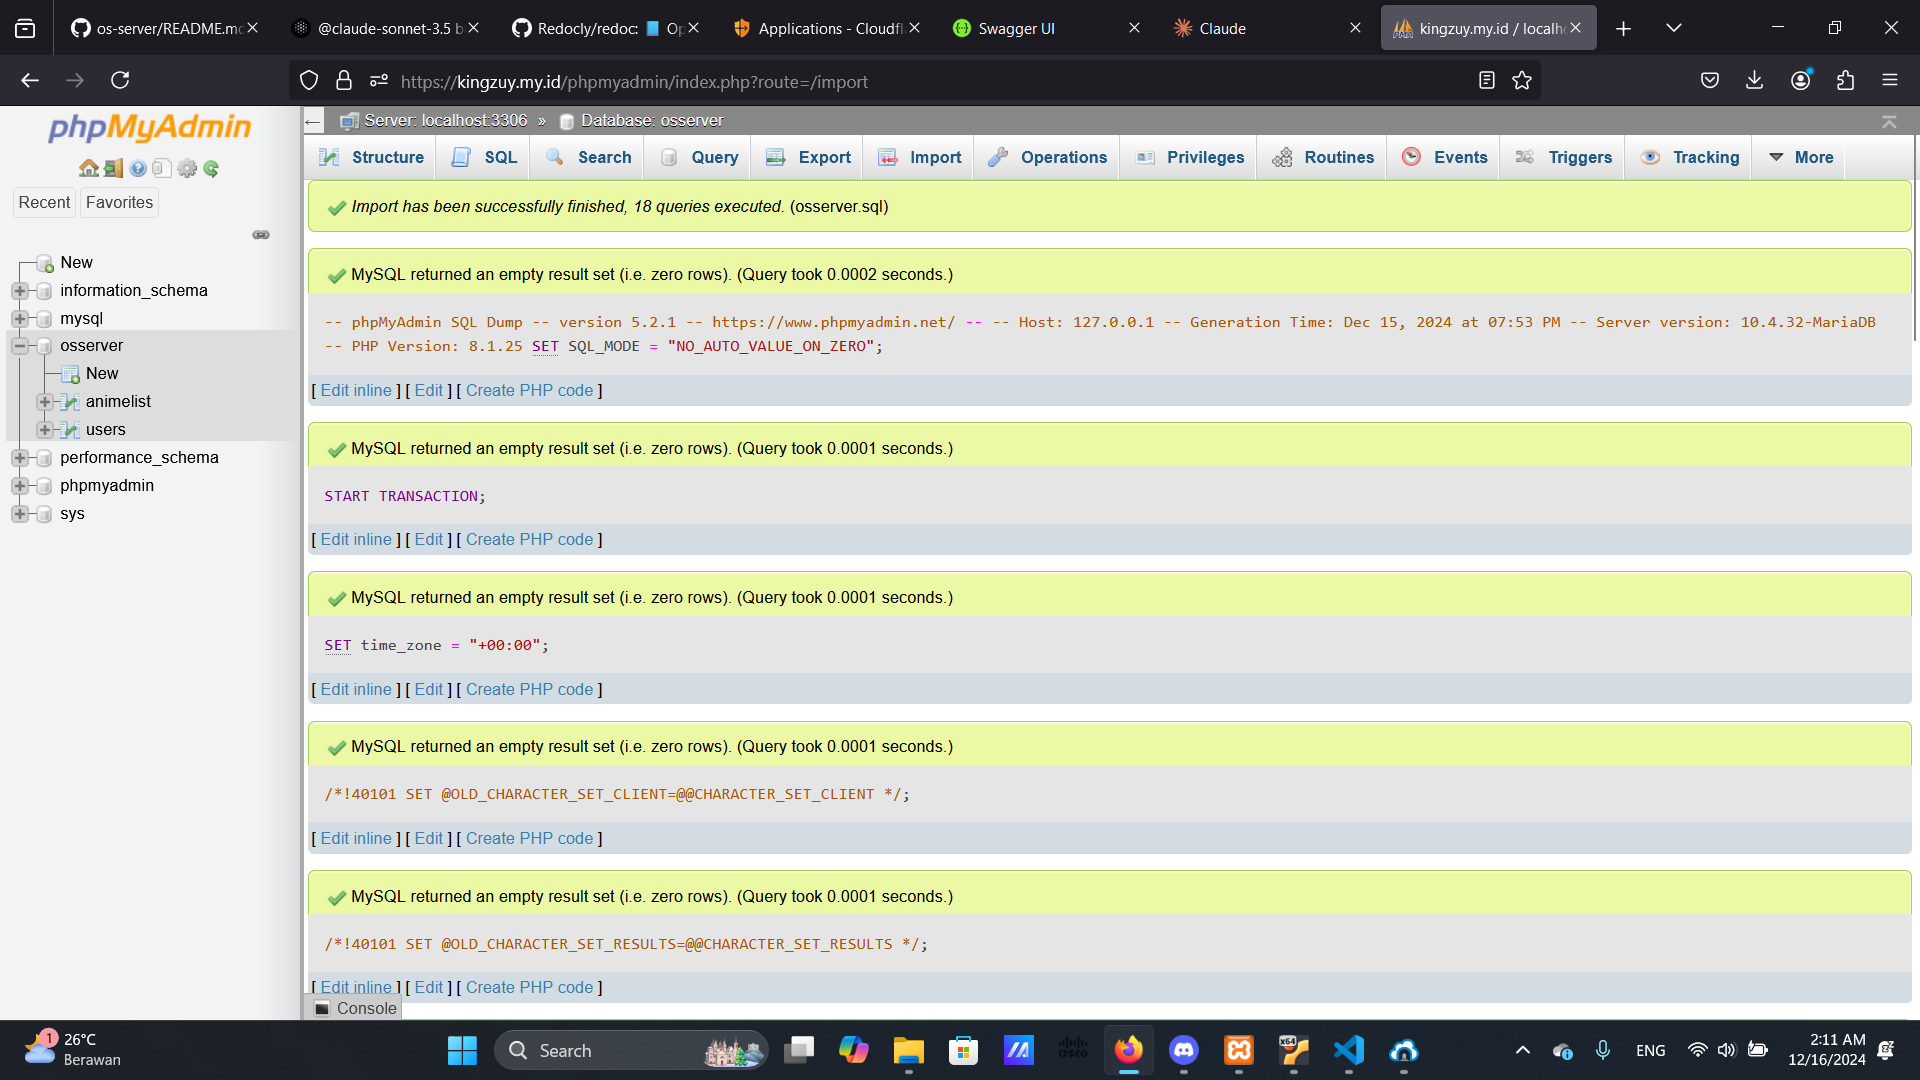 os-server/README.md
@claude-sonnet-3.5 b
Redocly/redoc: 📘 Op
Applications - Cloudfl
Swagger UI
Claude
kingzuy.my.id / localho
https://kingzuy.my.id/phpmyadmin/index.php?route=/import
phpMyAdmin
Recent
Favorites
New
information_schema
mysql
osserver
New
animelist
users
performance_schema
phpmyadmin
sys
Server: localhost:3306 » Database: osserver
Structure
SQL
Search
Query
Export
Import
Operations
Privileges
Routines
Events
Triggers
Tracking
More
Import has been successfully finished, 18 queries executed. (osserver.sql)
MySQL returned an empty result set (i.e. zero rows). (Query took 0.0002 seconds.)
-- phpMyAdmin SQL Dump -- version 5.2.1 -- https://www.phpmyadmin.net/ -- -- Host: 127.0.0.1 -- Generation Time: Dec 15, 2024 at 07:53 PM -- Server version: 10.4.32-MariaDB
-- PHP Version: 8.1.25 SET SQL_MODE = "NO_AUTO_VALUE_ON_ZERO";
[ Edit inline ] [ Edit ] [ Create PHP code ]
MySQL returned an empty result set (i.e. zero rows). (Query took 0.0001 seconds.)
START TRANSACTION;
[ Edit inline ] [ Edit ] [ Create PHP code ]
MySQL returned an empty result set (i.e. zero rows). (Query took 0.0001 seconds.)
SET time_zone = "+00:00";
[ Edit inline ] [ Edit ] [ Create PHP code ]
MySQL returned an empty result set (i.e. zero rows). (Query took 0.0001 seconds.)
/*!40101 SET @OLD_CHARACTER_SET_CLIENT=@@CHARACTER_SET_CLIENT */;
[ Edit inline ] [ Edit ] [ Create PHP code ]
MySQL returned an empty result set (i.e. zero rows). (Query took 0.0001 seconds.)
/*!40101 SET @OLD_CHARACTER_SET_RESULTS=@@CHARACTER_SET_RESULTS */;
[ Edit inline ] [ Edit ] [ Create PHP code ]
Console
1
26°C
Berawan
Search
cisco
x64
ENG
2:11 AM
12/16/2024